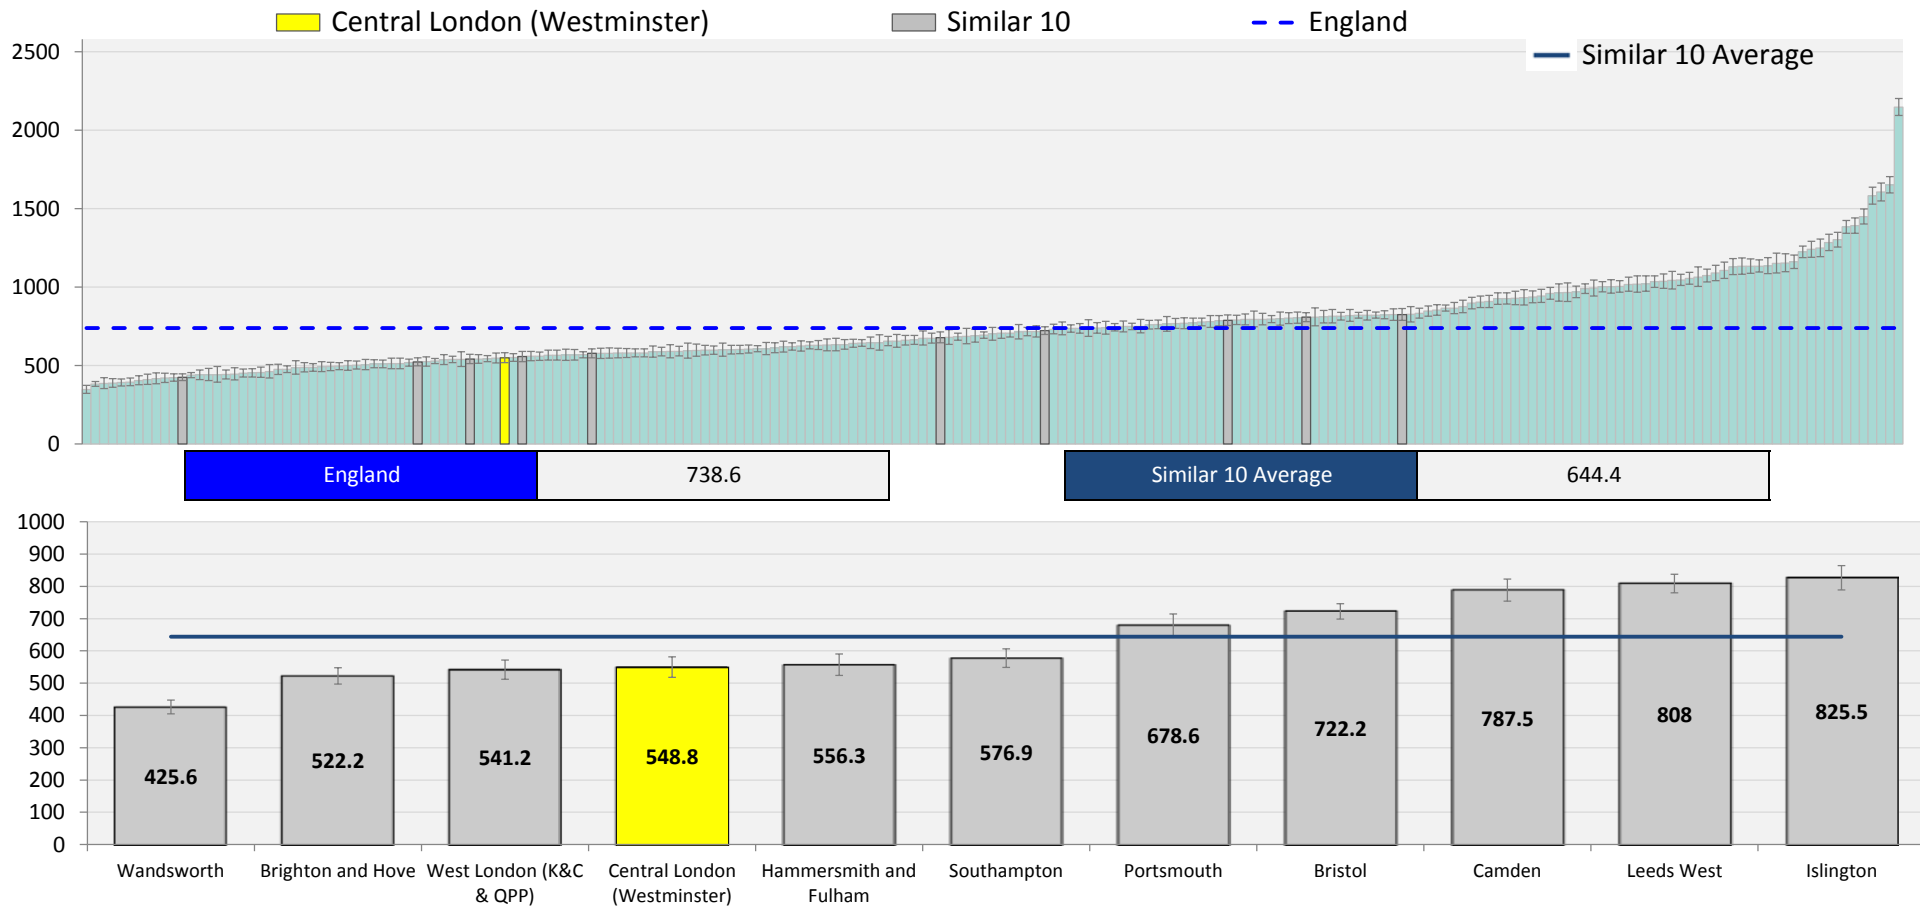 Central London (Westminster) Similar 10 England
Similar 10 Average
2500
2000
1500
1000
500
0
England 738.6 Similar 10 Average 644.4
1000
900
800
700
600
500
400
300
200
100
0
425.6 522.2 541.2 548.8 556.3 576.9 678.6 722.2 787.5 808 825.5
Wandsworth Brighton and Hove West London (K&C Central London Hammersmith and Southampton Portsmouth Bristol Camden Leeds West Islington
& QPP) (Westminster) Fulham